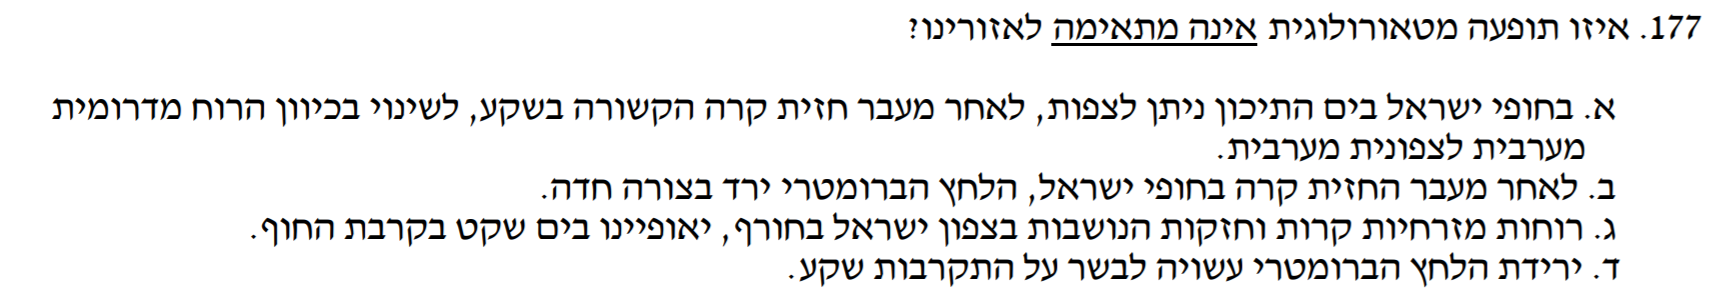 177. איזו תופעה מטאורולוגית אינה מתאימה לאזורינו?
א. בחופי ישראל בים התיכון ניתן לצפות, לאחר מעבר חזית קרה הקשורה בשקע, לשינוי בכיוון הרוח מדרומית
מערבית לצפונית מערבית.
ב. לאחר מעבר החזית קרה בחופי ישראל, הלחץ הברומטרי ירד בצורה חדה.
ג. רוחות מזרחיות קרות וחזקות הנושבות בצפון ישראל בחורף, יאופיינו בים שקט בקרבת החוף.
ד. ירידת הלחץ הברומטרי עשויה לבשר על התקרבות שקע.